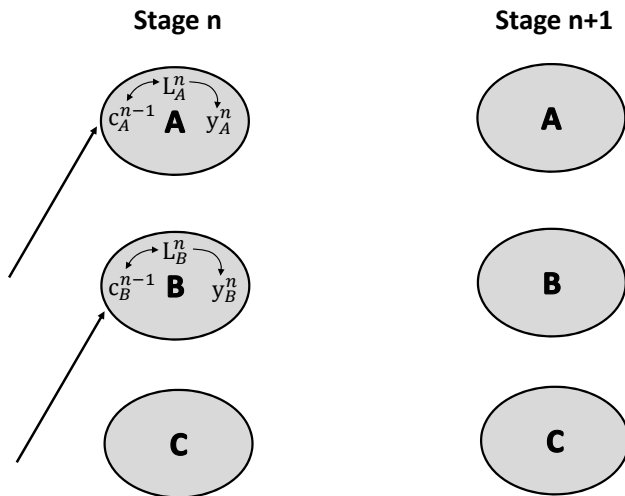 Stage n Stage n+1
L_A^n
c_A^{n−1} A y_A^n A
L_B^n
c_B^{n−1} B y_B^n B
C C